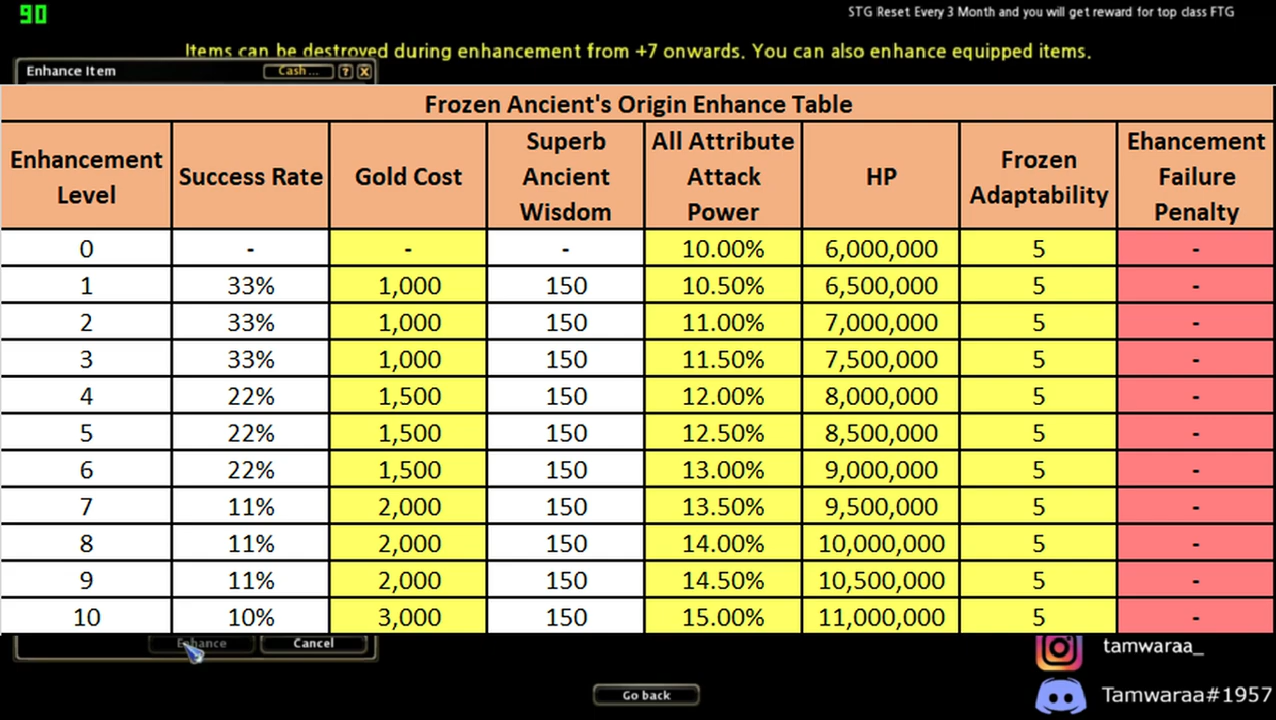 90
STG Reset Every 3 Month and you will get reward for top class FTG
Items can be destroyed during enhancement from +7 onwards. You can also enhance equipped items.
Enhance Item Cash ... ? X
Frozen Ancient's Origin Enhance Table
Enhancement Level Success Rate Gold Cost Superb Ancient Wisdom All Attribute Attack Power HP Frozen Adaptability Ehancement Failure Penalty
0 - - - 10.00% 6,000,000 5 -
1 33% 1,000 150 10.50% 6,500,000 5 -
2 33% 1,000 150 11.00% 7,000,000 5 -
3 33% 1,000 150 11.50% 7,500,000 5 -
4 22% 1,500 150 12.00% 8,000,000 5 -
5 22% 1,500 150 12.50% 8,500,000 5 -
6 22% 1,500 150 13.00% 9,000,000 5 -
7 11% 2,000 150 13.50% 9,500,000 5 -
8 11% 2,000 150 14.00% 10,000,000 5 -
9 11% 2,000 150 14.50% 10,500,000 5 -
10 10% 3,000 150 15.00% 11,000,000 5 -
Enhance Cancel
tamwaraa_
Go back
Tamwaraa#1957